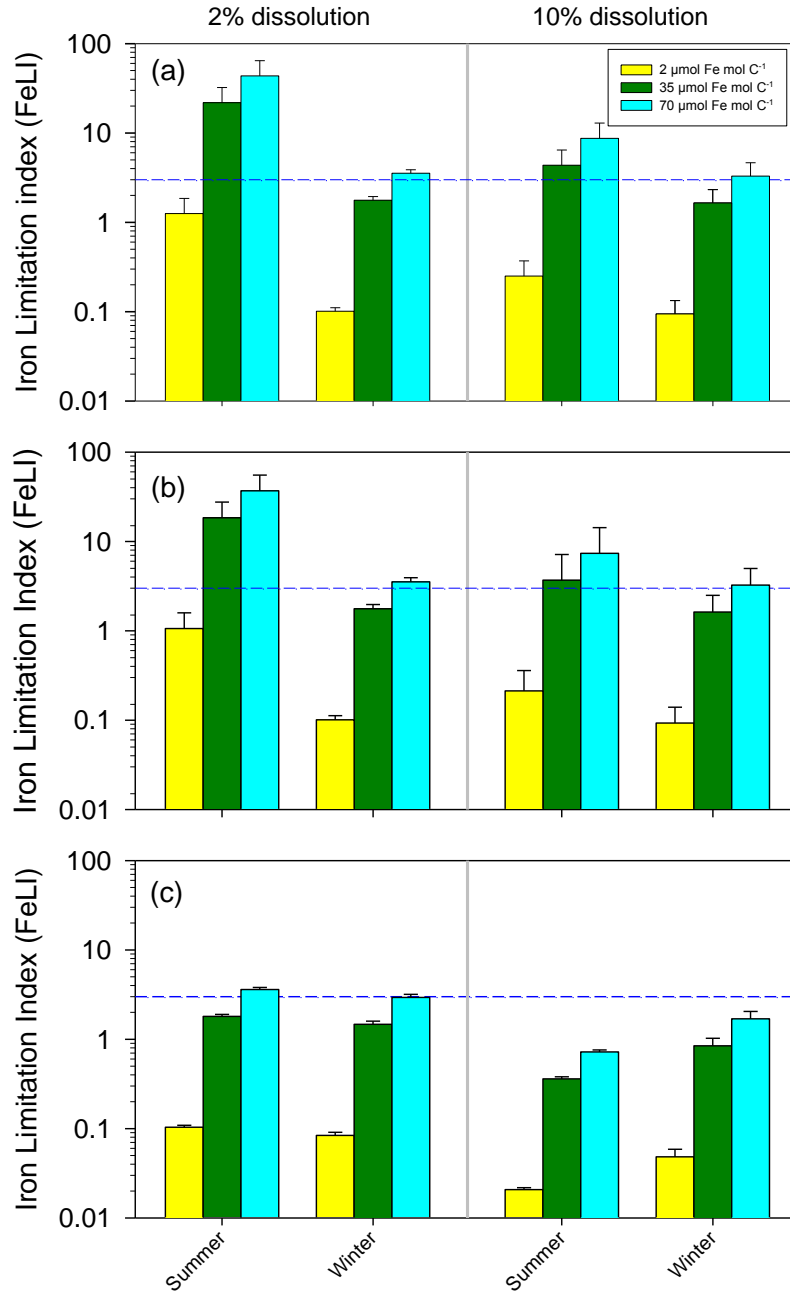 2% dissolution
10% dissolution
Iron Limitation index (FeLI)
100
10
1
0.1
0.01
(a)
2 µmol Fe mol C-1
35 µmol Fe mol C-1
70 µmol Fe mol C-1
Iron Limitation Index (FeLI)
100
10
1
0.1
0.01
(b)
Iron Limitation Index (FeLI)
100
10
1
0.1
0.01
(c)
Summer
Winter
Summer
Winter